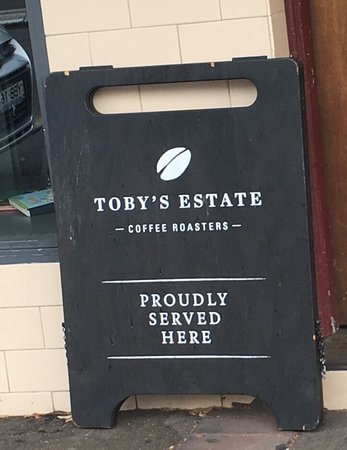 TOBY'S ESTATE
— COFFEE ROASTERS —
PROUDLY
SERVED
HERE